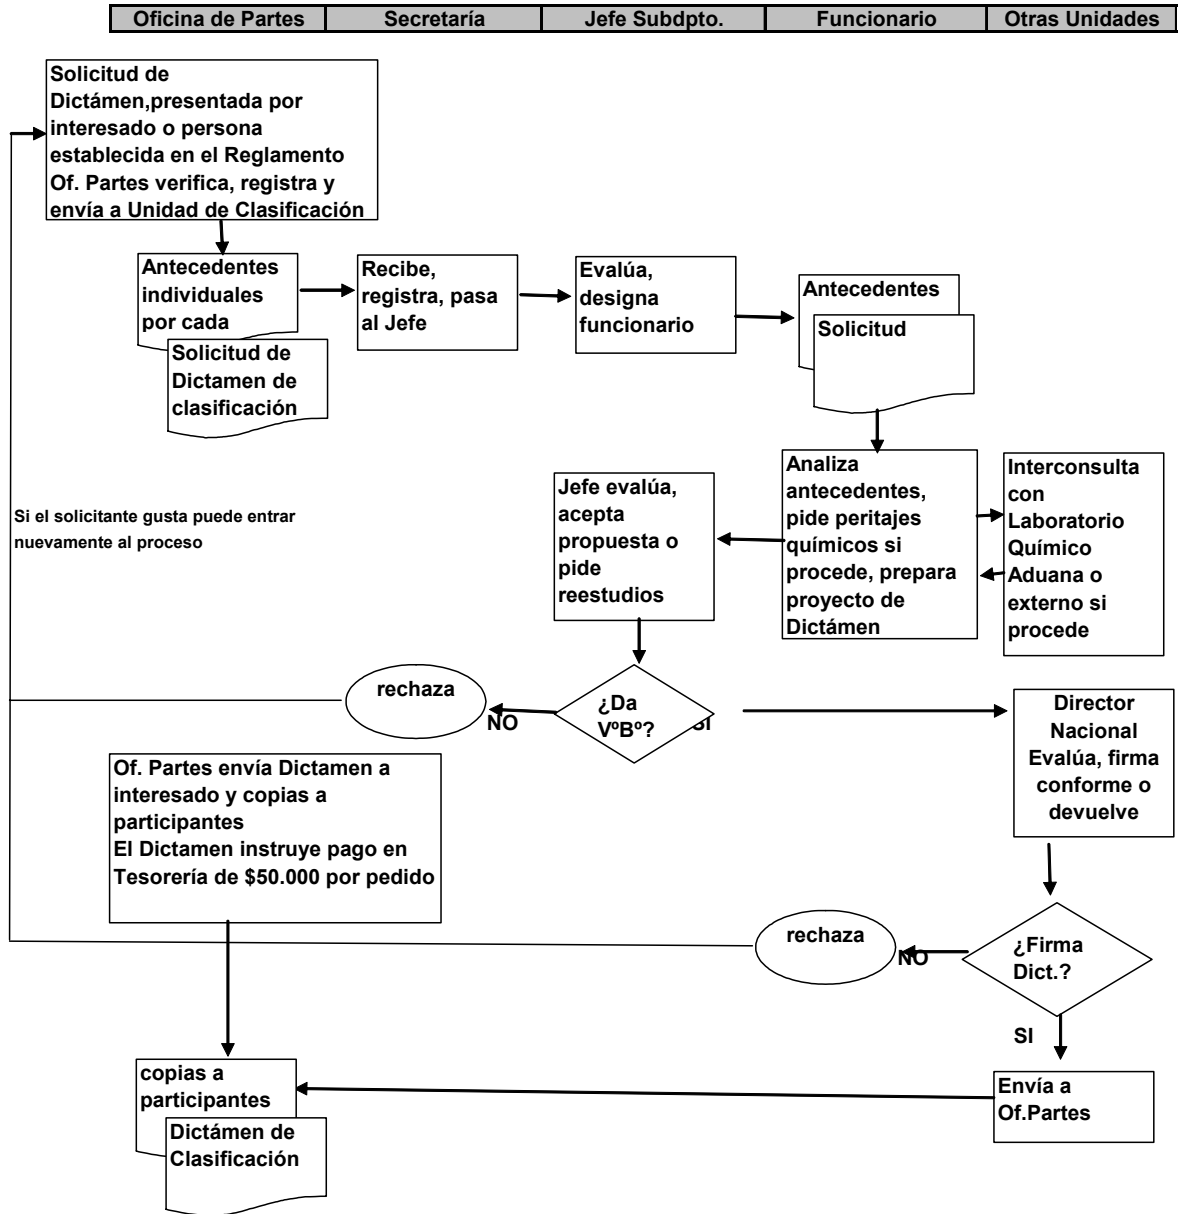 Oficina de Partes Secretaría Jefe Subdpto. Funcionario Otras Unidades
Solicitud de
Dictámen,presentada por
interesado o persona
establecida en el Reglamento
Of. Partes verifica, registra y
envía a Unidad de Clasificación
Antecedentes
individuales
por cada
Solicitud de
Dictamen de
clasificación
Recibe,
registra, pasa
al Jefe
Evalúa,
designa
funcionario
Antecedentes
Solicitud
Analiza
antecedentes,
pide peritajes
químicos si
procede, prepara
proyecto de
Dictámen
Interconsulta
con
Laboratorio
Químico
Aduana o
externo si
procede
Jefe evalúa,
acepta
propuesta o
pide
reestudios
Si el solicitante gusta puede entrar
nuevamente al proceso
rechaza
NO
¿Da
VºBº?
SI
Director
Nacional
Evalúa, firma
conforme o
devuelve
Of. Partes envía Dictamen a
interesado y copias a
participantes
El Dictamen instruye pago en
Tesorería de $50.000 por pedido
rechaza
NO
¿Firma
Dict.?
SI
Envía a
Of.Partes
copias a
participantes
Dictámen de
Clasificación